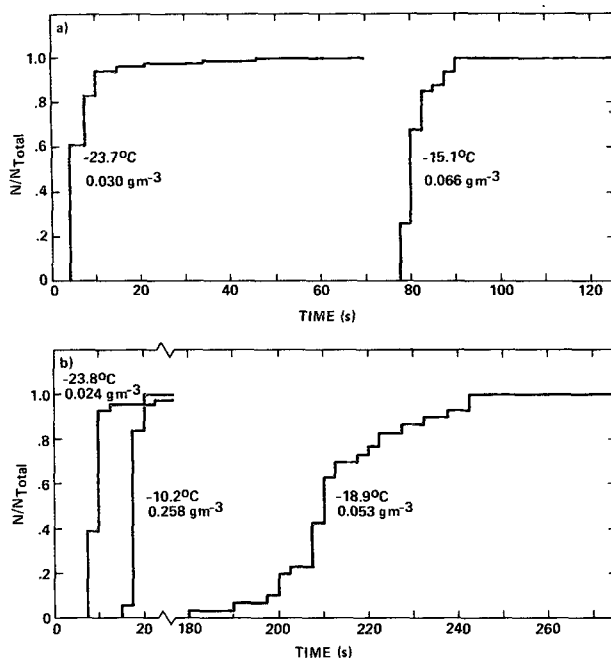 a)
1.0
.8
.6
.4
.2
0
N/N Total
-23.7°C
0.030 gm-3
-15.1°C
0.066 gm-3
0 20 40 60 80 100 120
TIME (s)
b)
1.0
.8
.6
.4
.2
0
N/N Total
-23.8°C
0.024 gm-3
-10.2°C
0.258 gm-3
-18.9°C
0.053 gm-3
0 20 180 200 220 240 260
TIME (s)